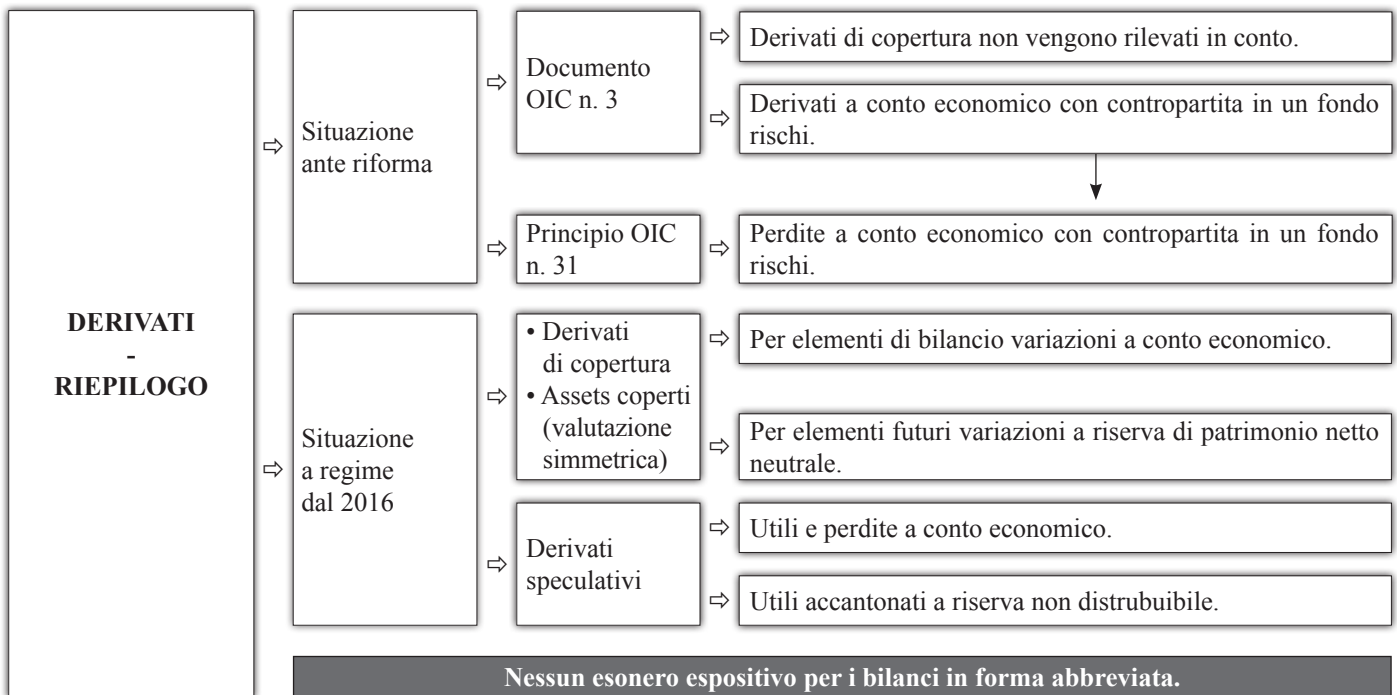 DERIVATI
-
RIEPILOGO
Situazione
ante riforma
Documento
OIC n. 3
Derivati di copertura non vengono rilevati in conto.
Derivati a conto economico con contropartita in un fondo
rischi.
Principio OIC
n. 31
Perdite a conto economico con contropartita in un fondo
rischi.
Situazione
a regime
dal 2016
• Derivati
di copertura
• Assets coperti
(valutazione
simmetrica)
Per elementi di bilancio variazioni a conto economico.
Per elementi futuri variazioni a riserva di patrimonio netto
neutrale.
Derivati
speculativi
Utili e perdite a conto economico.
Utili accantonati a riserva non distrubuibile.
Nessun esonero espositivo per i bilanci in forma abbreviata.